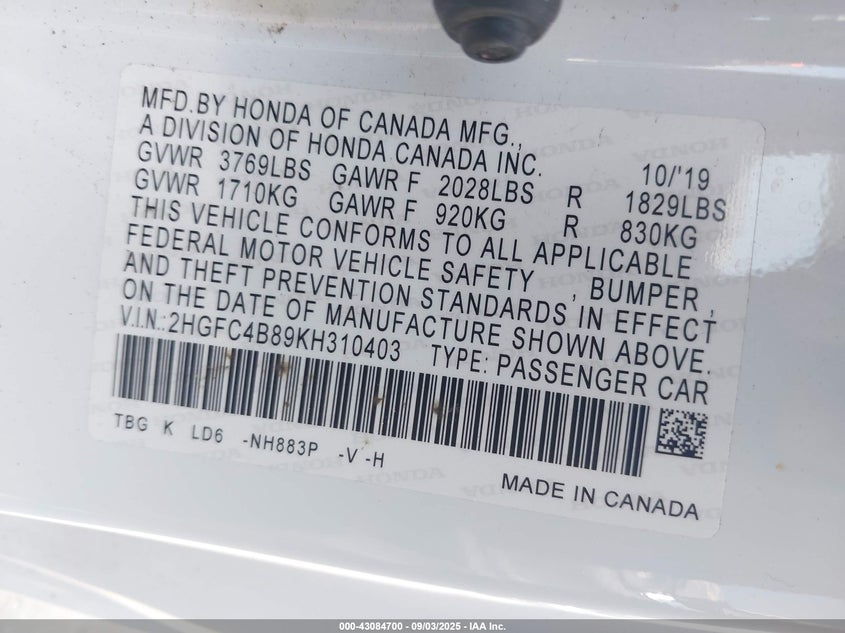 MFD.BY HONDA OF CANADA MFG.,
A DIVISION OF HONDA CANADA INC. 10/'19
GVWR 3769LBS GAWR F 2028LBS R 1829LBS
GVWR 1710KG GAWR F 920KG R 830KG
THIS VEHICLE CONFORMS TO ALL APPLICABLE
FEDERAL MOTOR VEHICLE SAFETY , BUMPER ,
AND THEFT PREVENTION STANDARDS IN EFFECT
ON THE DATE OF MANUFACTURE SHOWN ABOVE.
V.I.N.:2HGFC4B89KH310403 TYPE: PASSENGER CAR
TBG K LD6 -NH883P -V -H
MADE IN CANADA
000-43084700 - 09/03/2025 - IAA Inc.